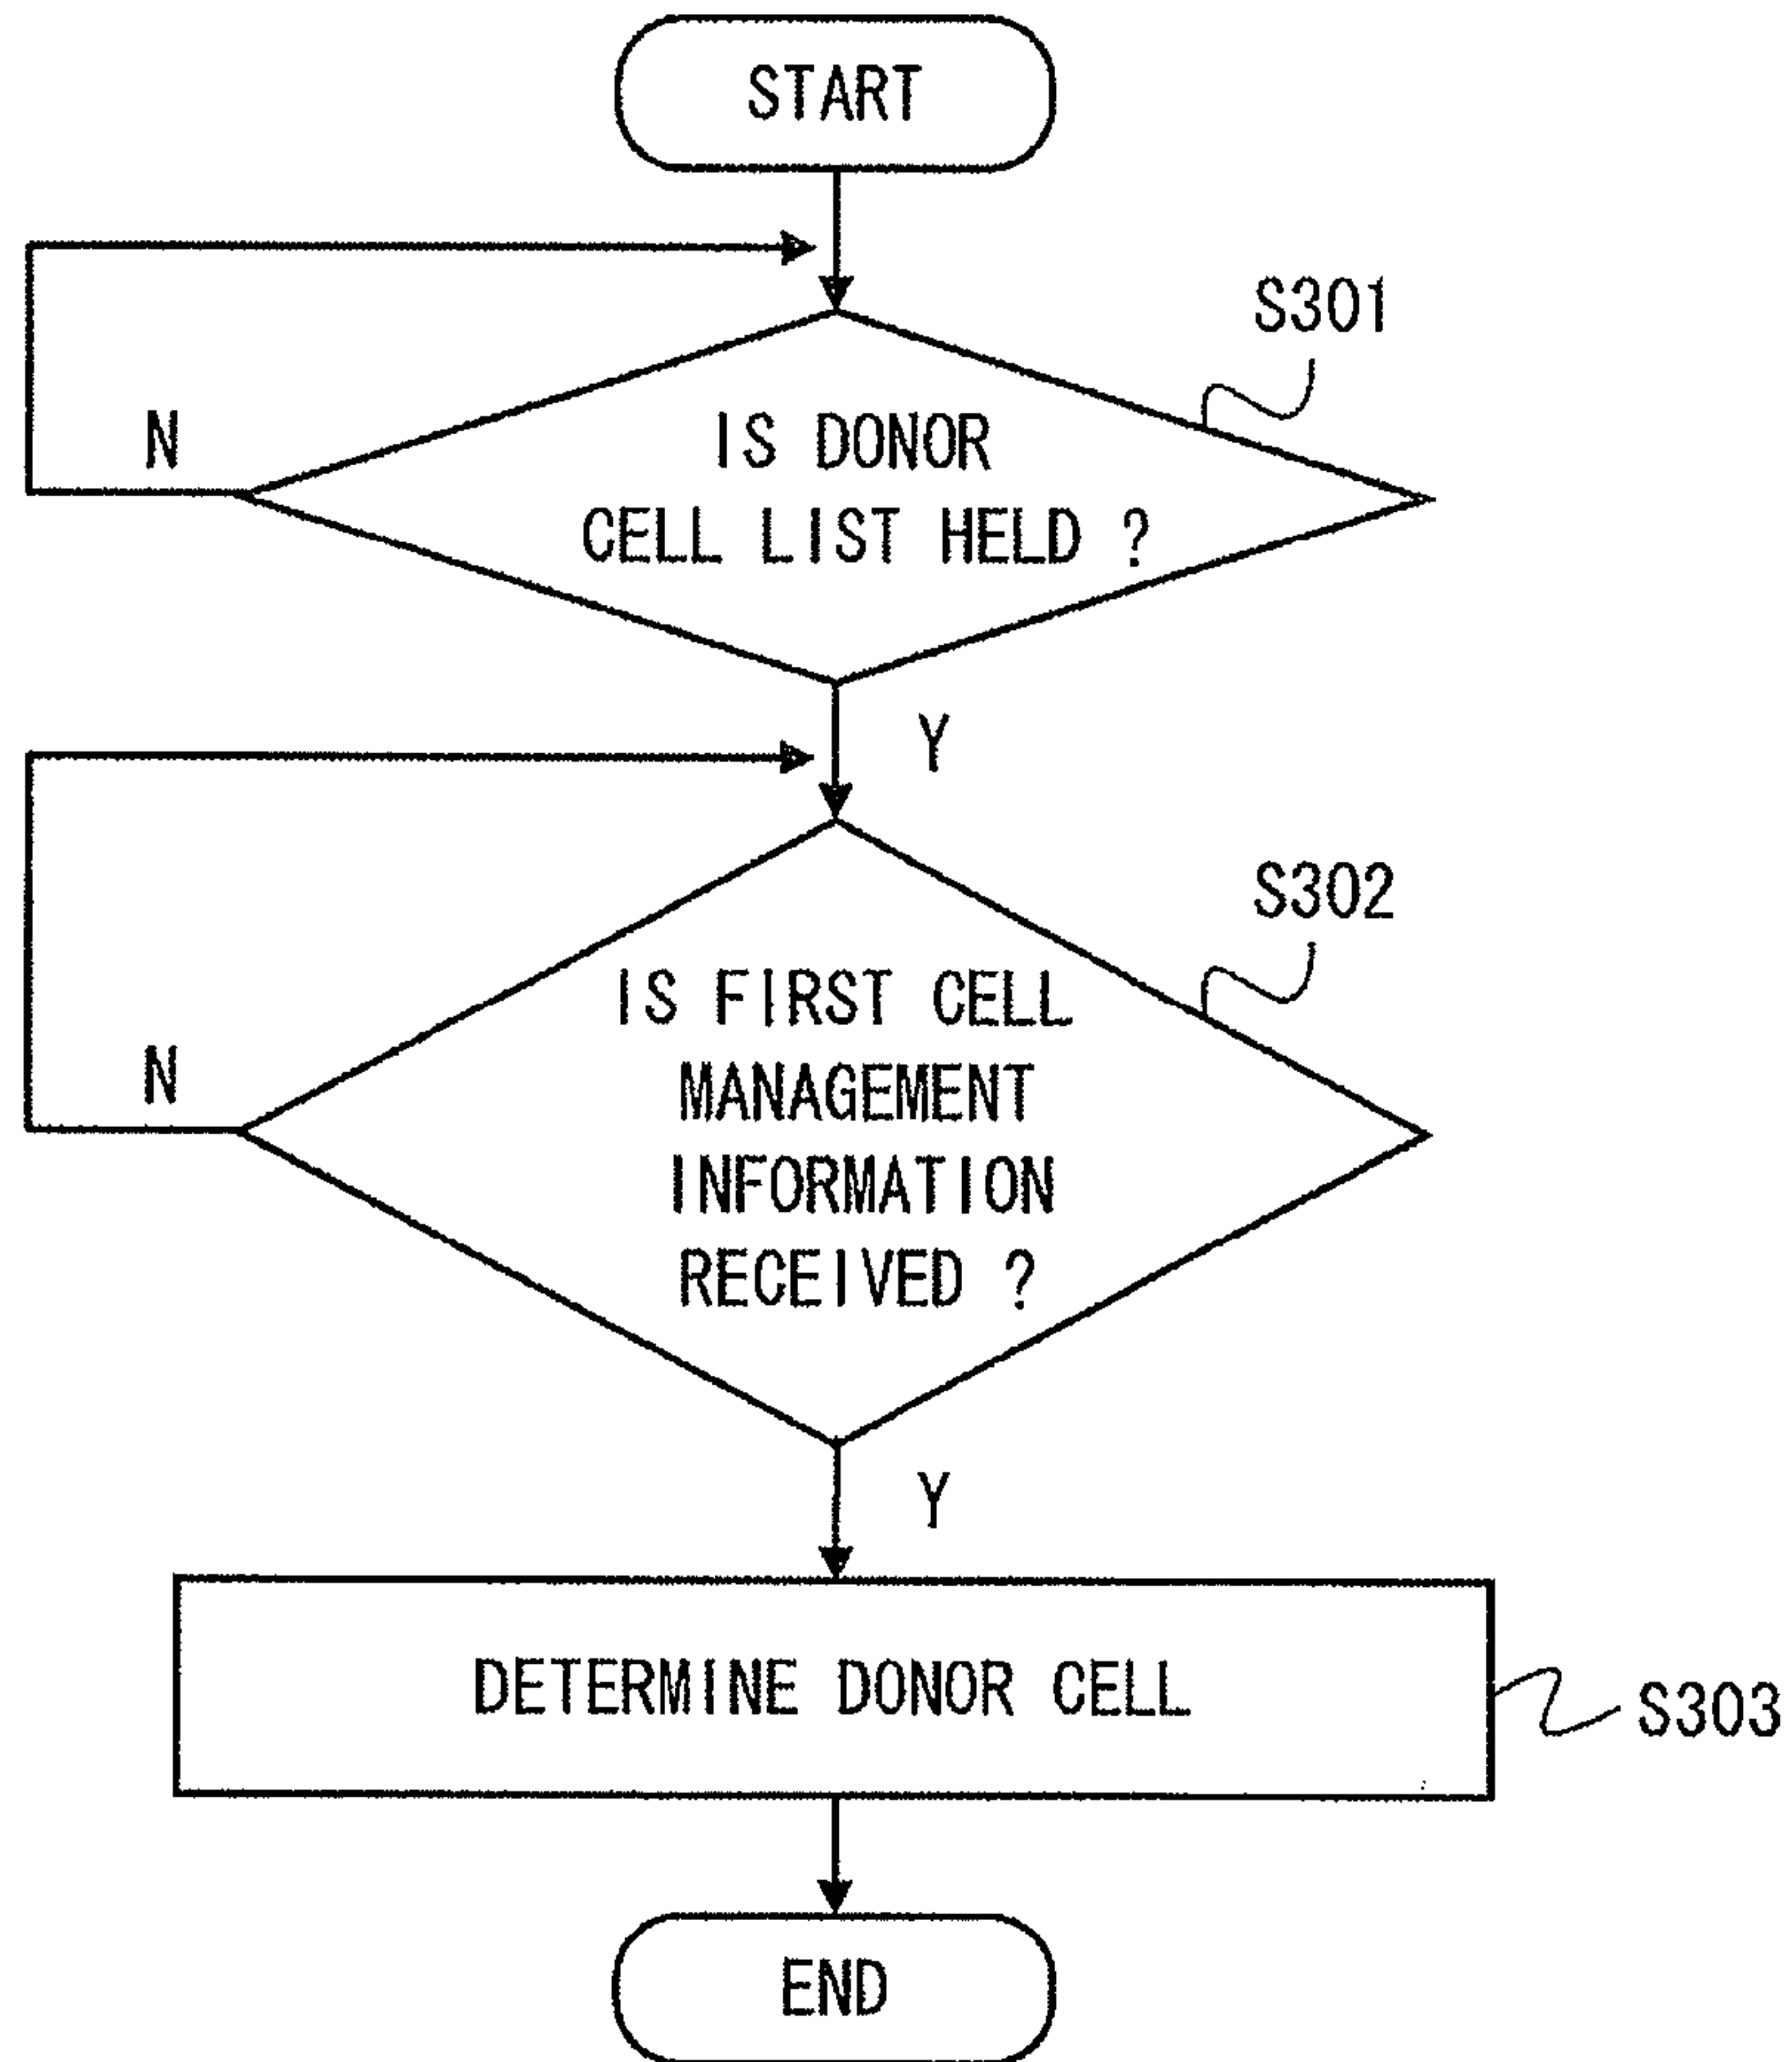 START
S301
IS DONOR
CELL LIST HELD ?
N
Y
S302
IS FIRST CELL
MANAGEMENT
INFORMATION
RECEIVED ?
N
Y
DETERMINE DONOR CELL
S303
END